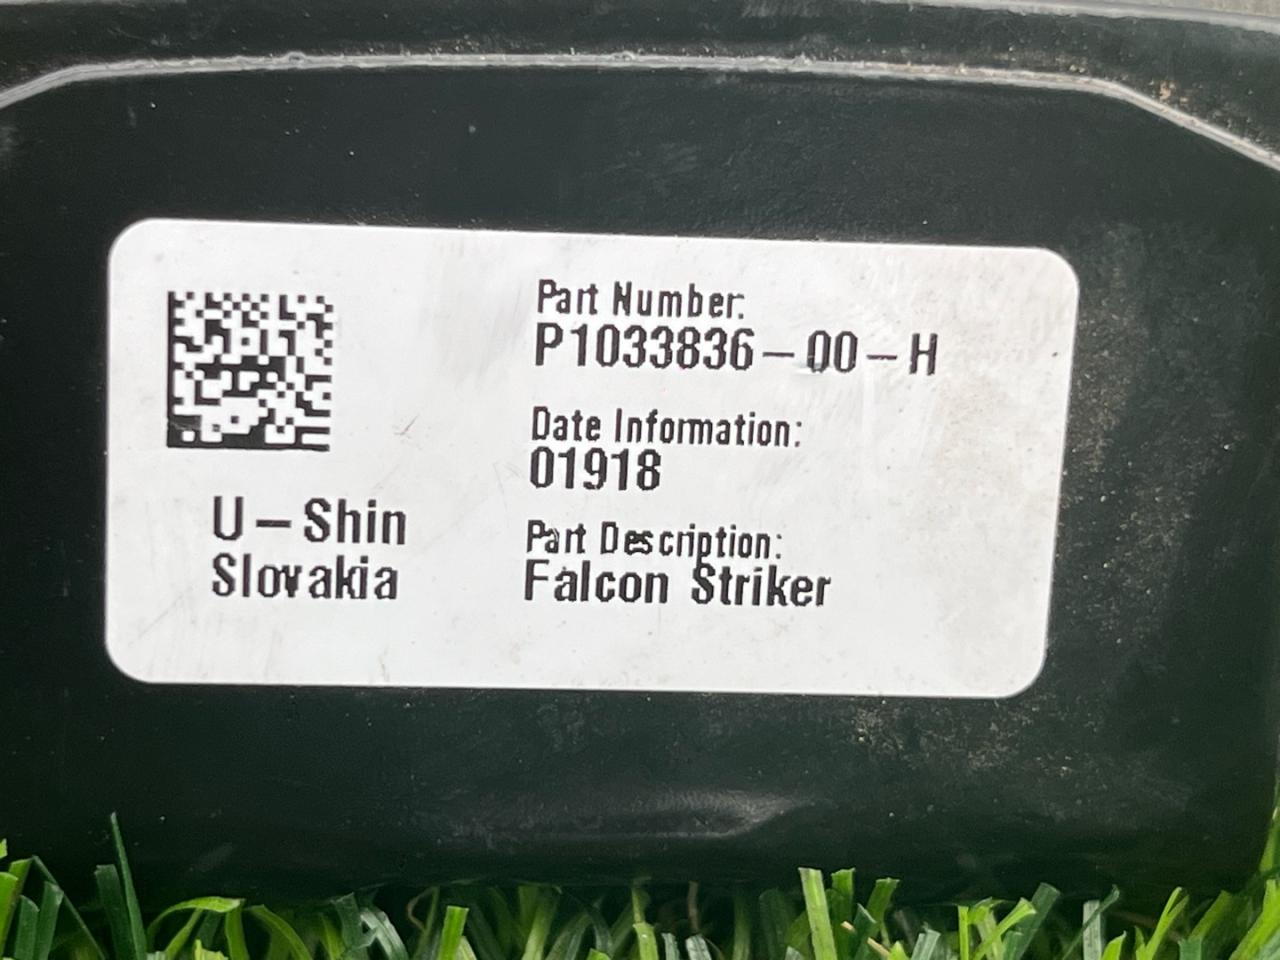 Part Number:
P1033836-00-H
Date Information:
01918
Part Description:
Falcon Striker
U-Shin
Slovakia